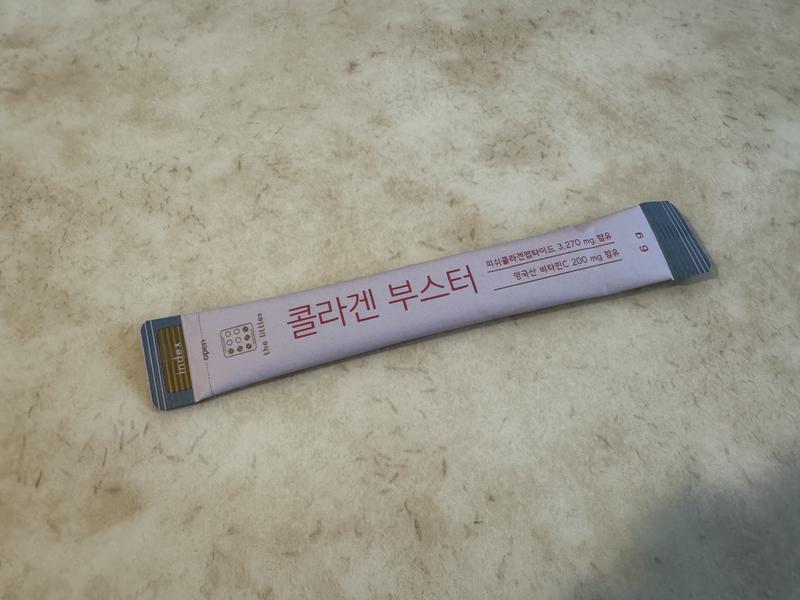 index
open
the littles
콜라겐 부스터
피쉬콜라겐펩타이드 3,270 mg 함유
영국산 비타민C 200 mg 함유
6 g